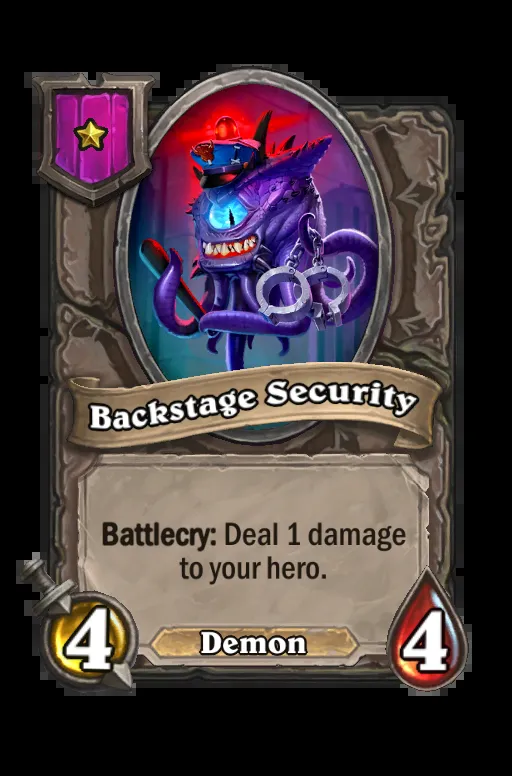 Backstage Security
Battlecry: Deal 1 damage
to your hero.
4
Demon
4